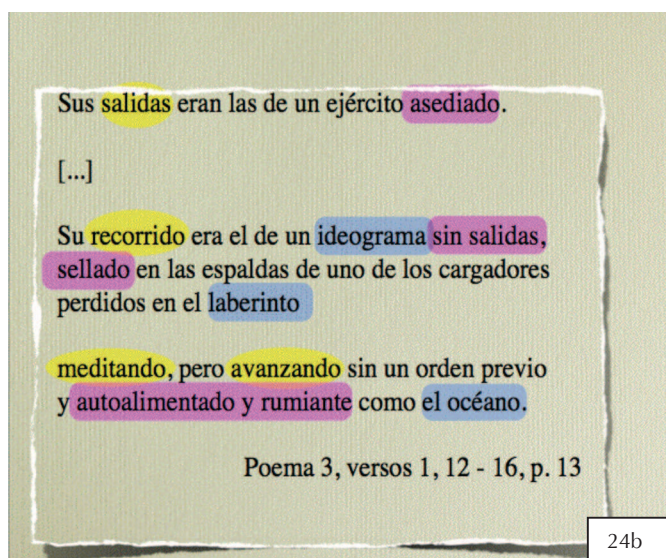 Sus salidas eran las de un ejército asediado.
[...]
Su recorrido era el de un ideograma sin salidas,
sellado en las espaldas de uno de los cargadores
perdidos en el laberinto
meditando, pero avanzando sin un orden previo
y autoalimentado y rumiante como el océano.
Poema 3, versos 1, 12 - 16, p. 13
24b